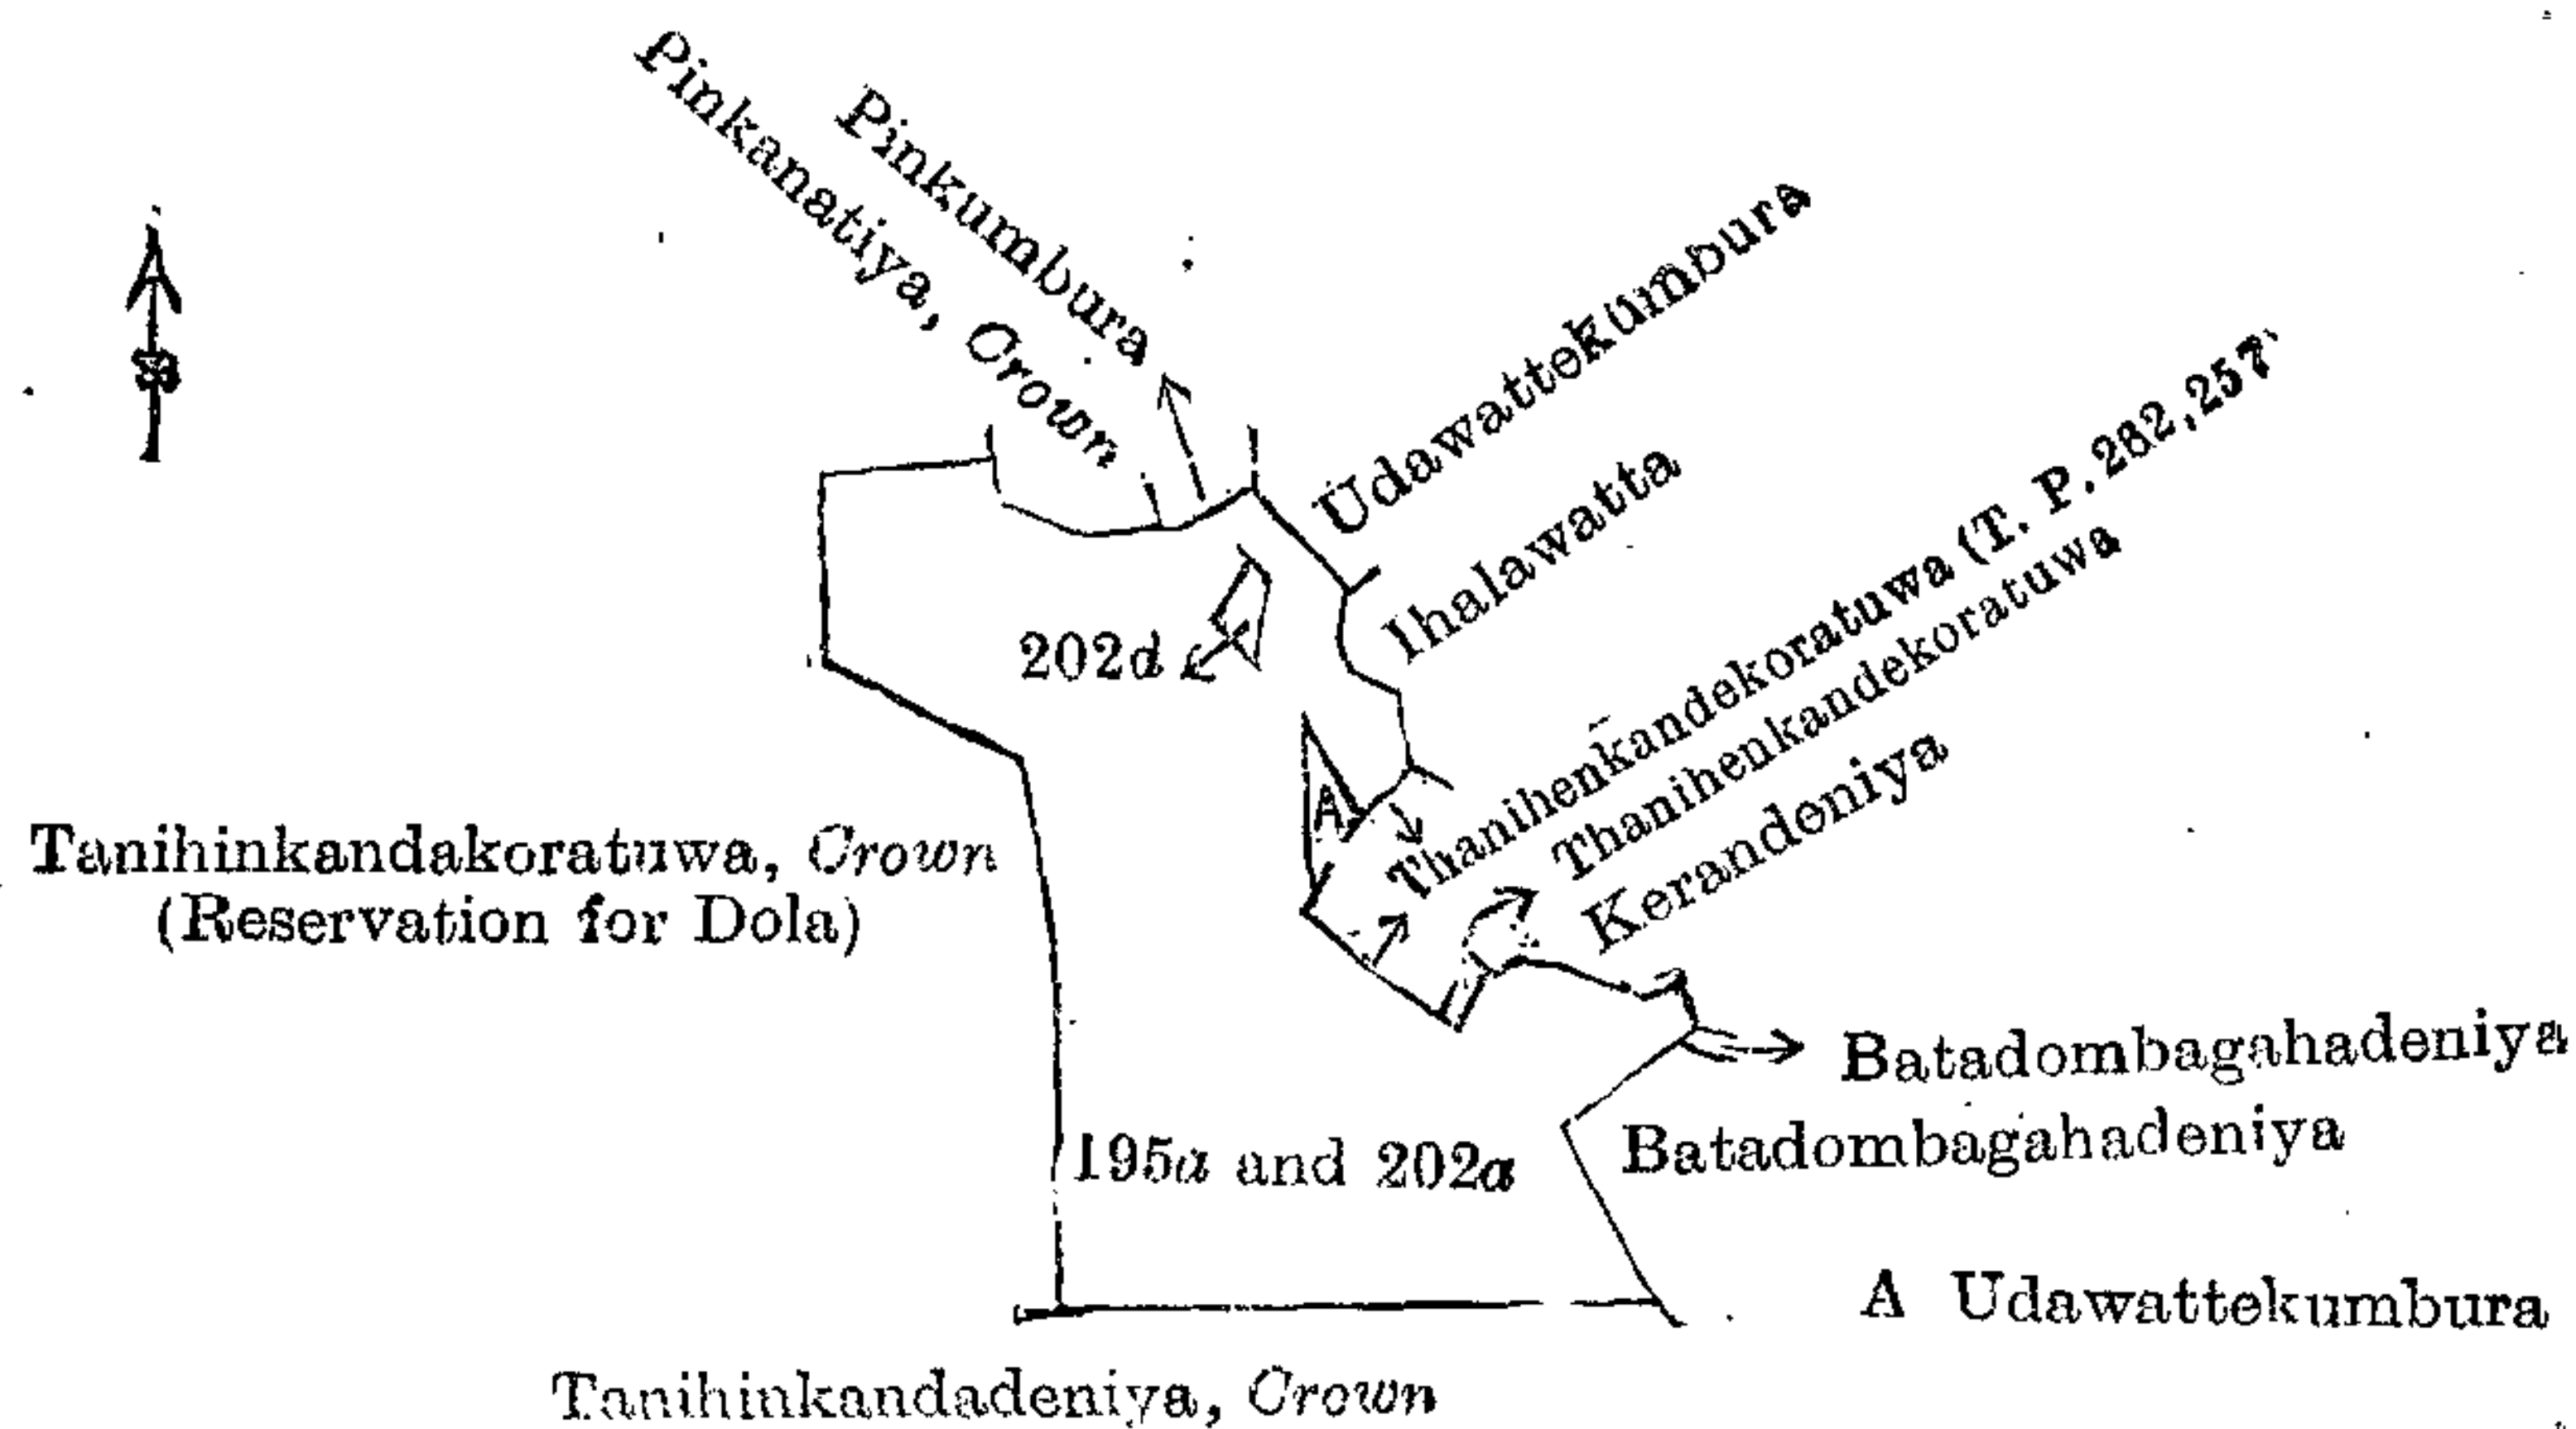 Pinkanatiya, Crown
Pinkumbura
Udawattekumbura
Ihalawatta
Thanihenkandekoratuwa (T. P. 282,257)
Thanihenkandekoratuwa
Kerandeniya
202d
A
Tanihinkandakoratuwa, Crown
(Reservation for Dola)
Batadombagahadeniya
195a and 202a
Batadombagahadeniya
A Udawattekumbura
Tanihinkandadeniya, Crown